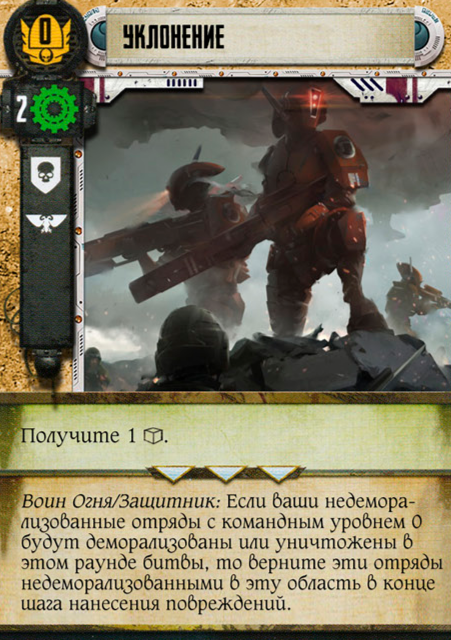 0
УКЛОНЕНИЕ
2
Получите 1 .
Воин Огня/Защитник: Если ваши недемора-
лизованные отряды с командным уровнем 0
будут деморализованы или уничтожены в
этом раунде битвы, то верните эти отряды
недеморализованными в эту область в конце
шага нанесения повреждений.